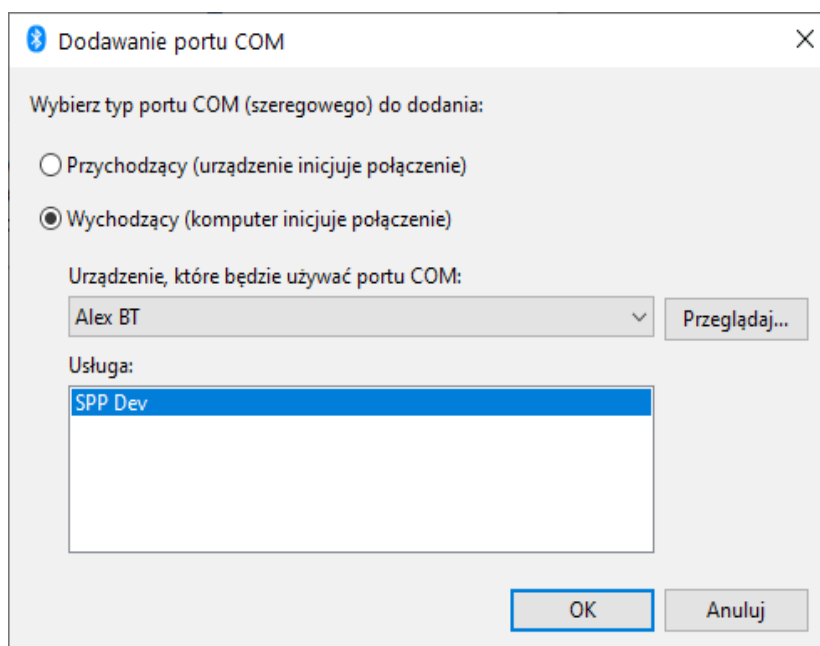 Dodawanie portu COM
Wybierz typ portu COM (szeregowego) do dodania:
Przychodzący (urządzenie inicjuje połączenie)
Wychodzący (komputer inicjuje połączenie)
Urządzenie, które będzie używać portu COM:
Alex BT
Przeglądaj...
Usługa:
SPP Dev
OK
Anuluj